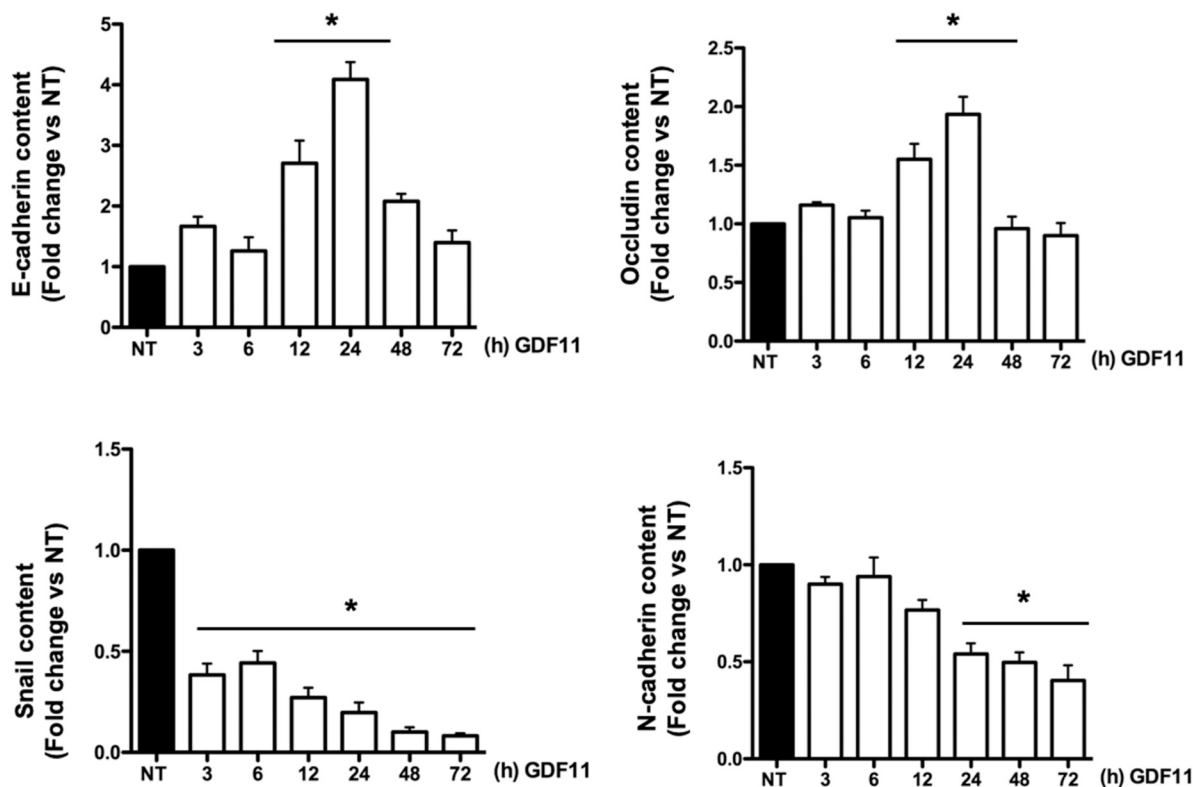 E-cadherin content
(Fold change vs NT)
5
4
3
2
1
0
*
NT 3 6 12 24 48 72 (h) GDF11
Occludin content
(Fold change vs NT)
2.5
2.0
1.5
1.0
0.5
0.0
*
NT 3 6 12 24 48 72 (h) GDF11
Snail content
(Fold change vs NT)
1.5
1.0
0.5
0.0
*
NT 3 6 12 24 48 72 (h) GDF11
N-cadherin content
(Fold change vs NT)
1.5
1.0
0.5
0.0
*
NT 3 6 12 24 48 72 (h) GDF11